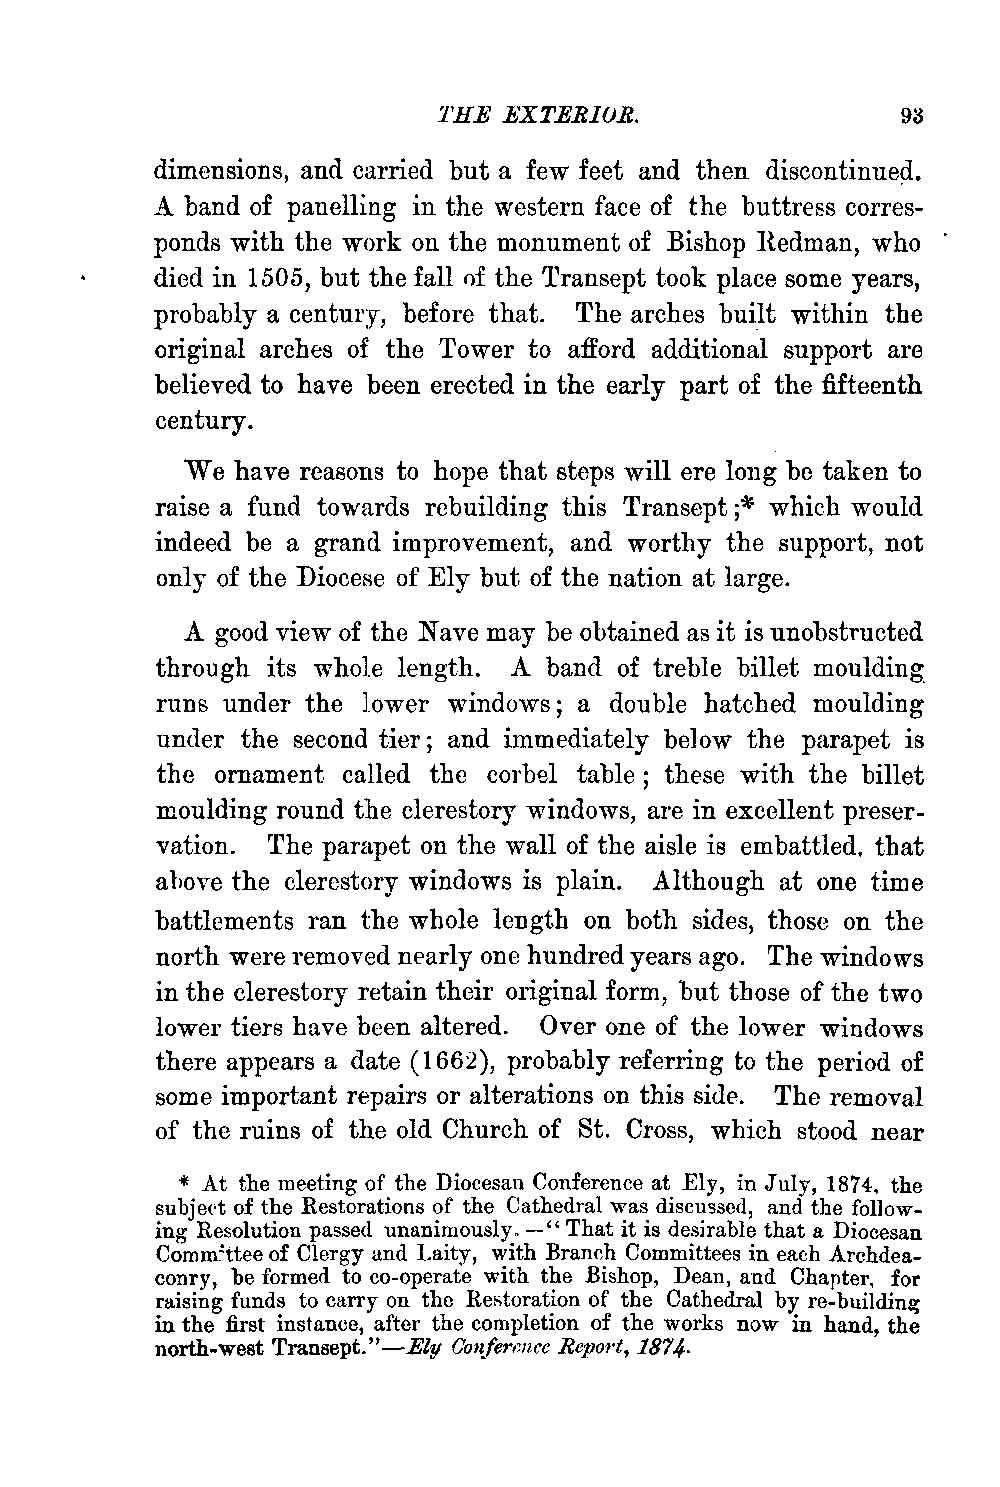 THE EXTERIOR. 93
dimensions, and carried but a few feet and then discontinued.
A band of panelling in the western face of the buttress corres-
ponds with the work on the monument of Bishop Redman, who
died in 1505, but the fall of the Transept took place some years,
probably a century, before that. The arches built within the
original arches of the Tower to afford additional support are
believed to have been erected in the early part of the fifteenth
century.
We have reasons to hope that steps will ere long be taken to
raise a fund towards rebuilding this Transept;* which would
indeed be a grand improvement, and worthy the support, not
only of the Diocese of Ely but of the nation at large.
A good view of the Nave may be obtained as it is unobstructed
through its whole length. A band of treble billet moulding
runs under the lower windows; a double hatched moulding
under the second tier; and immediately below the parapet is
the ornament called the corbel table; these with the billet
moulding round the clerestory windows, are in excellent preser-
vation. The parapet on the wall of the aisle is embattled, that
above the clerestory windows is plain. Although at one time
battlements ran the whole length on both sides, those on the
north were removed nearly one hundred years ago. The windows
in the clerestory retain their original form, but those of the two
lower tiers have been altered. Over one of the lower windows
there appears a date (1662), probably referring to the period of
some important repairs or alterations on this side. The removal
of the ruins of the old Church of St. Cross, which stood near
* At the meeting of the Diocesan Conference at Ely, in July, 1874, the
subject of the Restorations of the Cathedral was discussed, and the follow-
ing Resolution passed unanimously.—“That it is desirable that a Diocesan
Committee of Clergy and Laity, with Branch Committees in each Archdea-
conry, be formed to co-operate with the Bishop, Dean, and Chapter, for
raising funds to carry on the Restoration of the Cathedral by re-building
in the first instance, after the completion of the works now in hand, the
north-west Transept.”—Ely Conference Report, 1874.